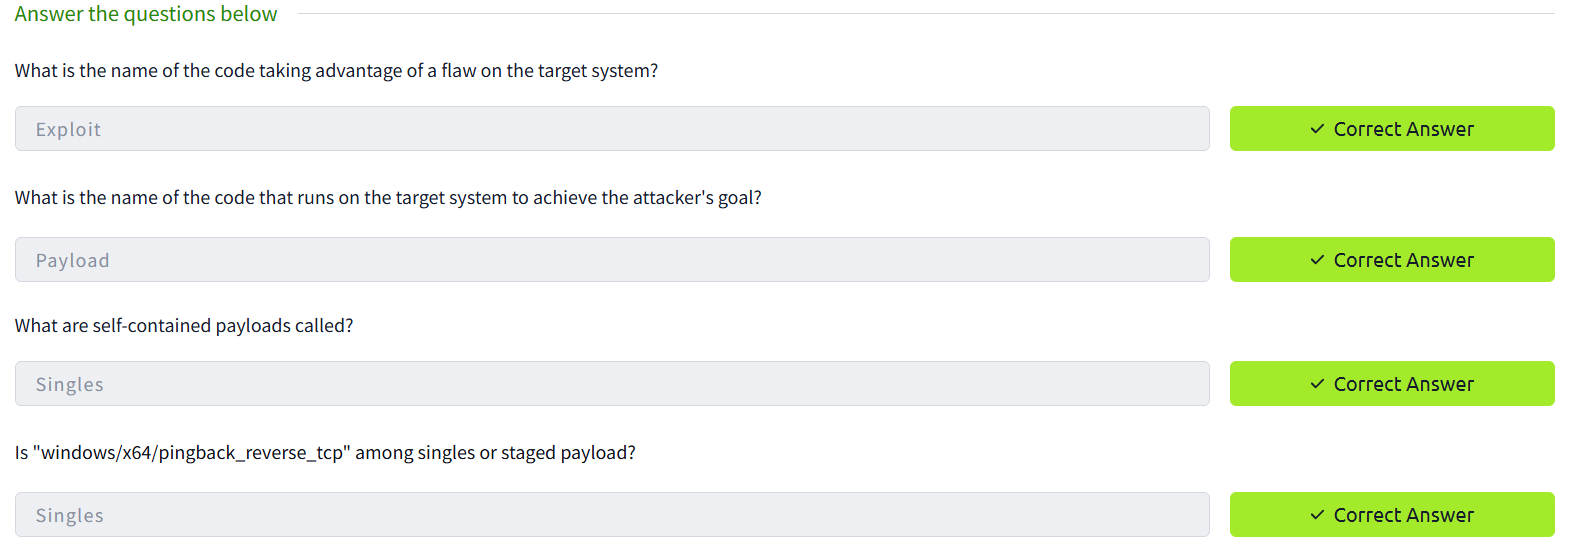 Answer the questions below
What is the name of the code taking advantage of a flaw on the target system?
Exploit
✓ Correct Answer
What is the name of the code that runs on the target system to achieve the attacker's goal?
Payload
✓ Correct Answer
What are self-contained payloads called?
Singles
✓ Correct Answer
Is "windows/x64/pingback_reverse_tcp" among singles or staged payload?
Singles
✓ Correct Answer